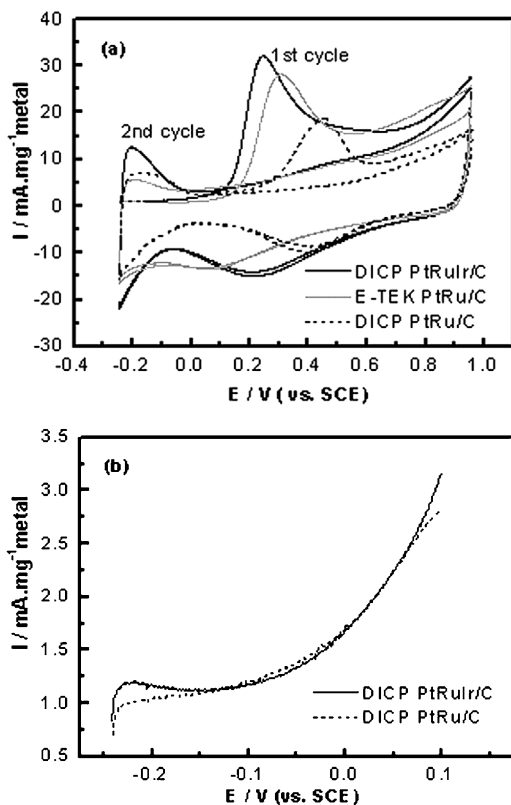 (a)
1st cycle
2nd cycle
40
30
20
10
0
-10
-20
-30
I / mA.mg⁻¹metal
DICP PtRuIr/C
E-TEK PtRu/C
DICP PtRu/C
-0.4 -0.2 0.0 0.2 0.4 0.6 0.8 1.0
E / V ( vs. SCE)
(b)
3.5
3.0
2.5
2.0
1.5
1.0
0.5
I / mA.mg⁻¹metal
DICP PtRuIr/C
DICP PtRu/C
-0.2 -0.1 0.0 0.1
E / V (vs. SCE)